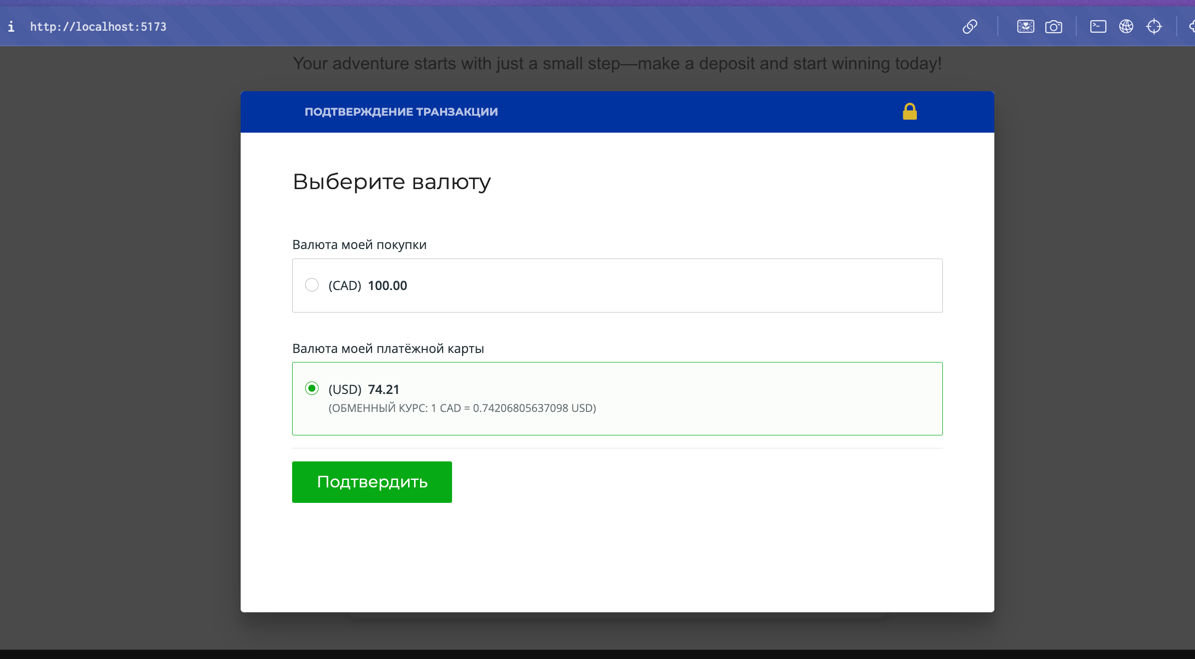 http://localhost:5173
Your adventure starts with just a small step—make a deposit and start winning today!
ПОДТВЕРЖДЕНИЕ ТРАНЗАКЦИИ
Выберите валюту
Валюта моей покупки
(CAD) 100.00
Валюта моей платёжной карты
(USD) 74.21
(ОБМЕННЫЙ КУРС: 1 CAD = 0.74206805637098 USD)
Подтвердить